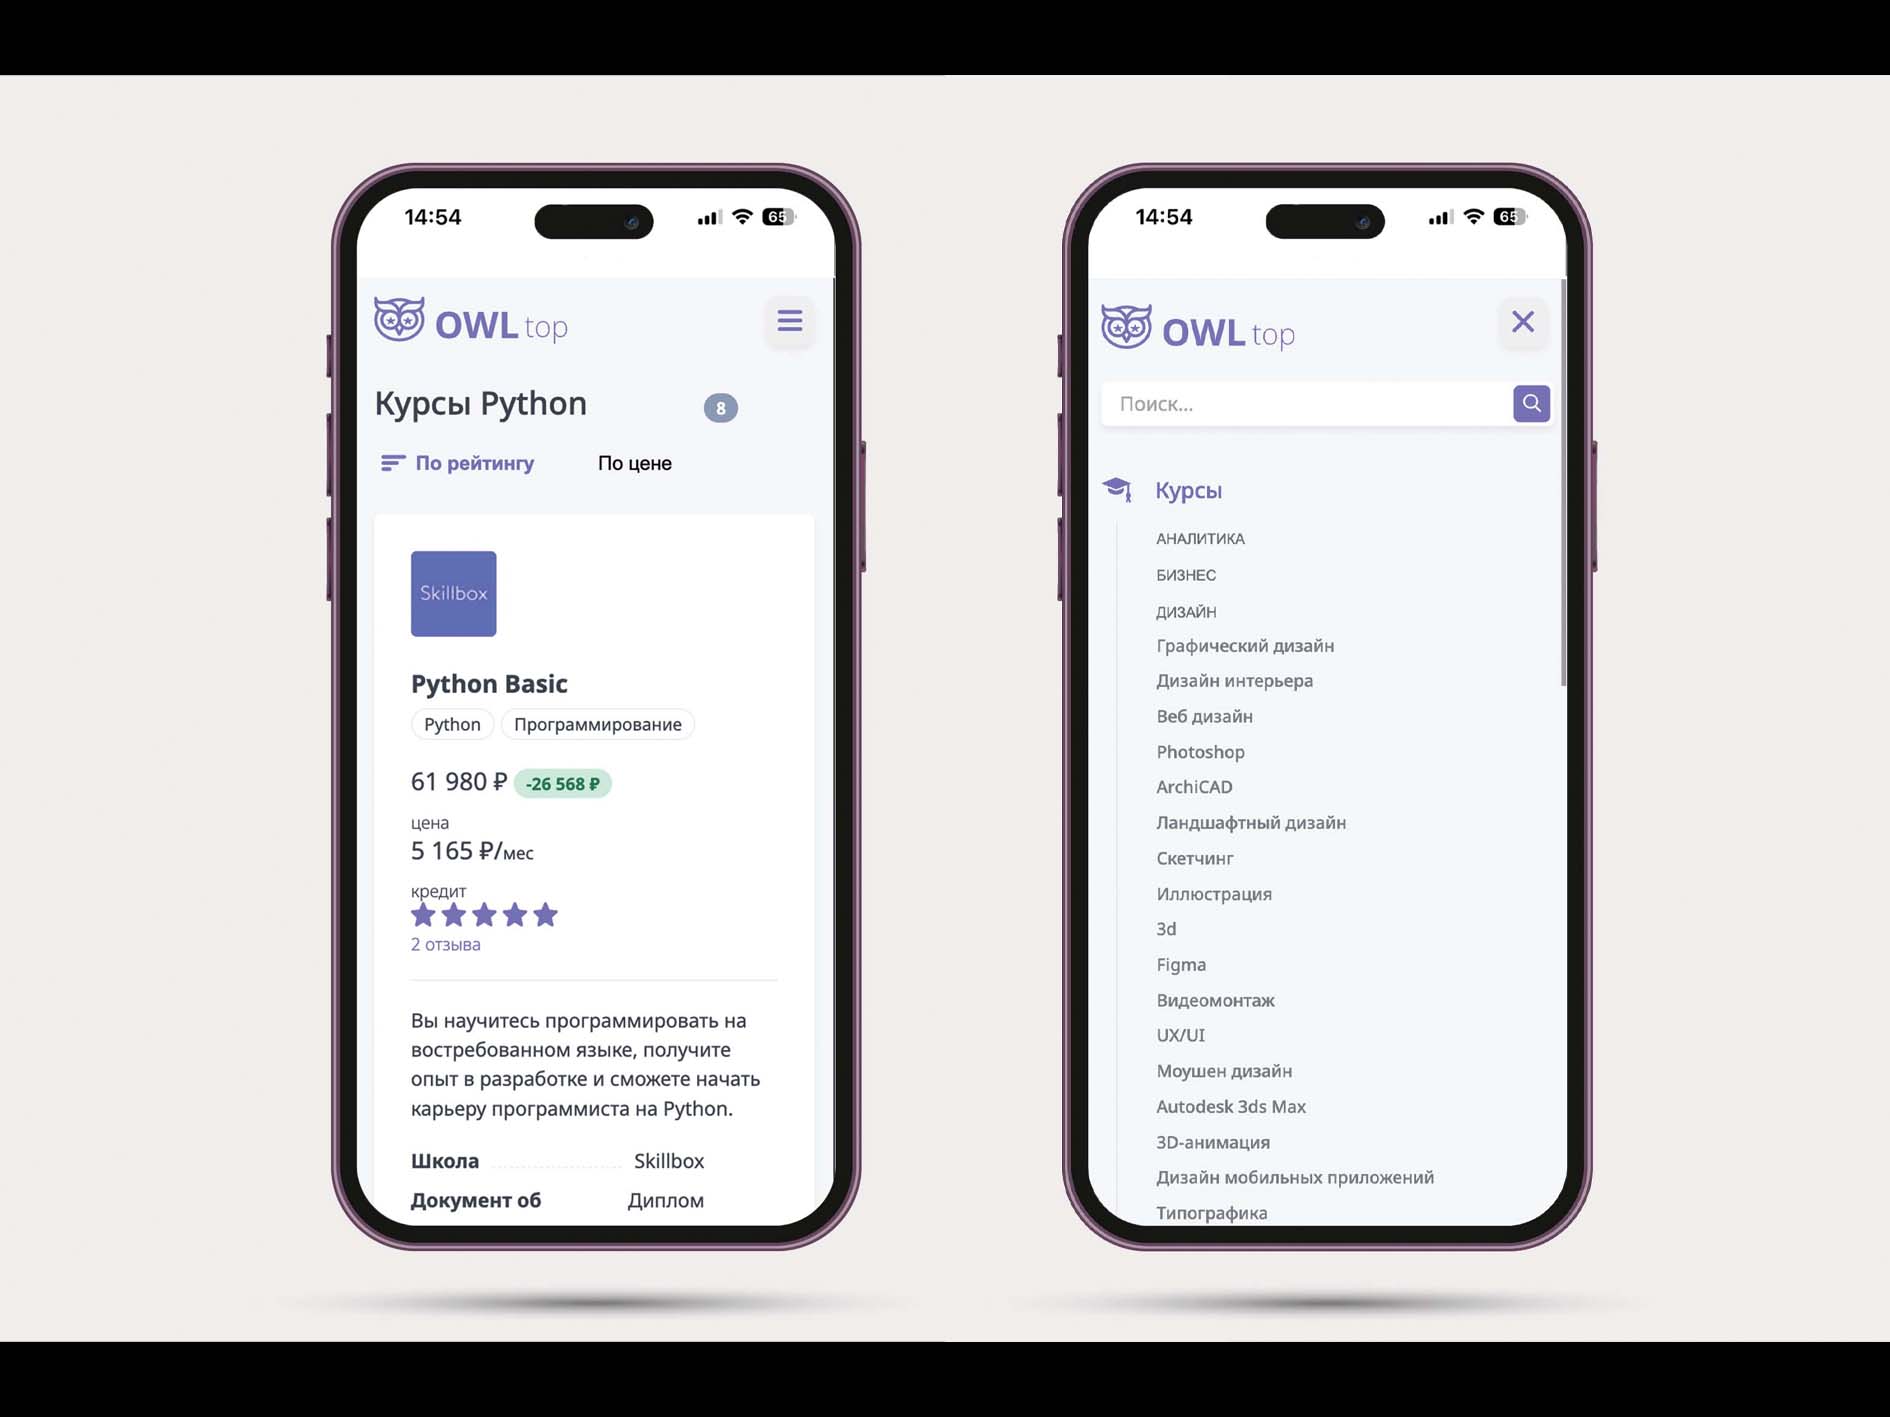 14:54
65
OWL top
Курсы Python
8
По рейтингу По цене
Skillbox
Python Basic
Python Программирование
61 980 ₽ -26 568 ₽
цена
5 165 ₽/мес
кредит
2 отзыва
Вы научитесь программировать на
востребованном языке, получите
опыт в разработке и сможете начать
карьеру программиста на Python.
Школа Skillbox
Документ об Диплом
14:54
65
OWL top
Поиск...
Курсы
АНАЛИТИКА
БИЗНЕС
ДИЗАЙН
Графический дизайн
Дизайн интерьера
Веб дизайн
Photoshop
ArchiCAD
Ландшафтный дизайн
Скетчинг
Иллюстрация
3d
Figma
Видеомонтаж
UX/UI
Моушен дизайн
Autodesk 3ds Max
3D-анимация
Дизайн мобильных приложений
Типографика